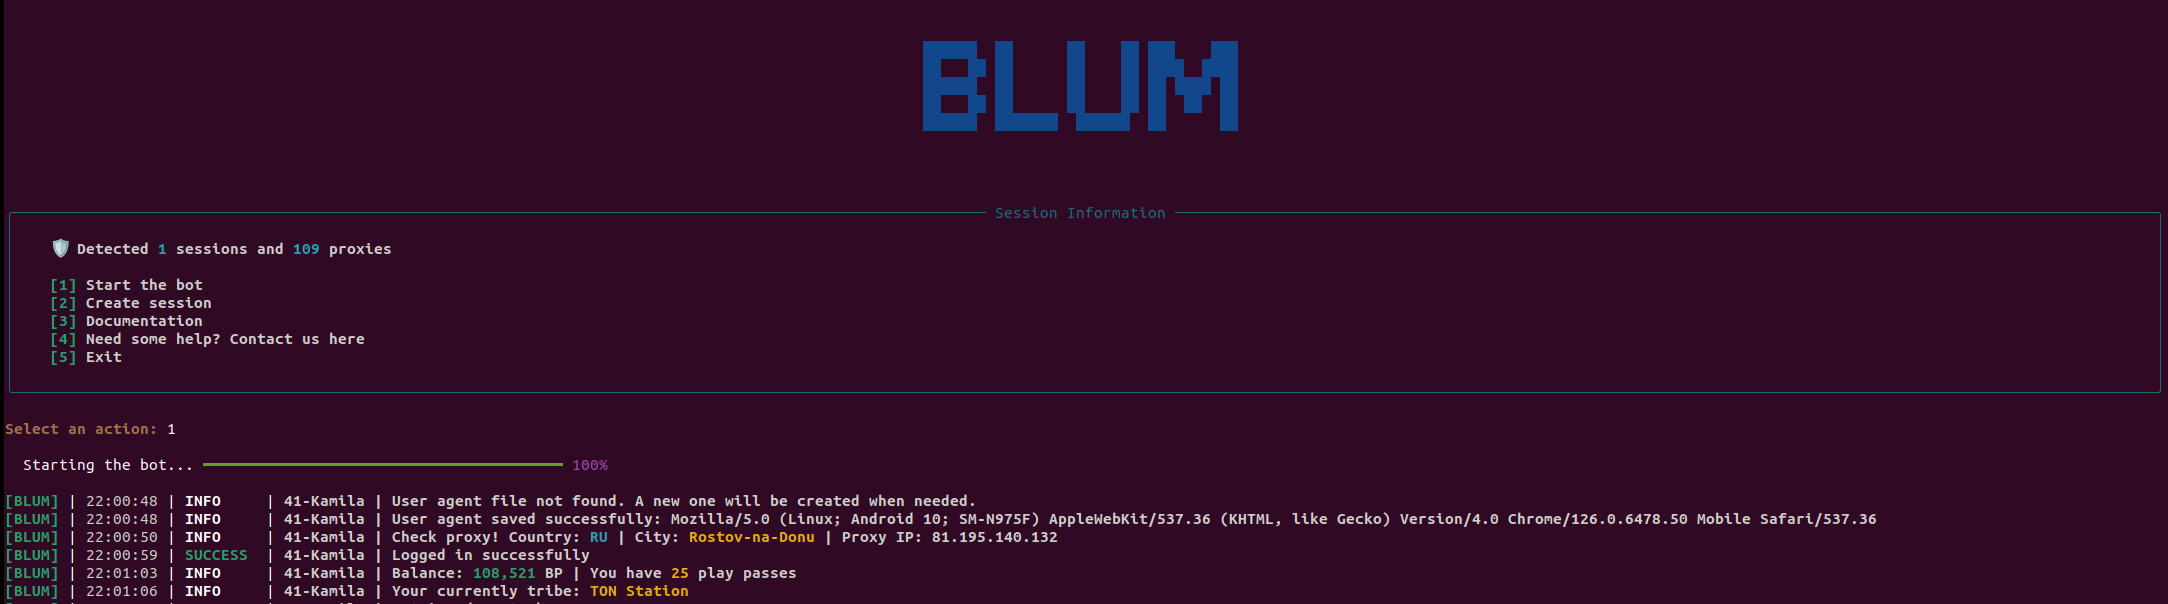 BLUM
Session Information
Detected 1 sessions and 109 proxies
[1] Start the bot
[2] Create session
[3] Documentation
[4] Need some help? Contact us here
[5] Exit
Select an action: 1
Starting the bot... 100%
[BLUM] | 22:00:48 | INFO | 41-Kamila | User agent file not found. A new one will be created when needed.
[BLUM] | 22:00:48 | INFO | 41-Kamila | User agent saved successfully: Mozilla/5.0 (Linux; Android 10; SM-N975F) AppleWebKit/537.36 (KHTML, like Gecko) Version/4.0 Chrome/126.0.6478.50 Mobile Safari/537.36
[BLUM] | 22:00:50 | INFO | 41-Kamila | Check proxy! Country: RU | City: Rostov-na-Donu | Proxy IP: 81.195.140.132
[BLUM] | 22:00:59 | SUCCESS | 41-Kamila | Logged in successfully
[BLUM] | 22:01:03 | INFO | 41-Kamila | Balance: 108,521 BP | You have 25 play passes
[BLUM] | 22:01:06 | INFO | 41-Kamila | Your currently tribe: TON Station